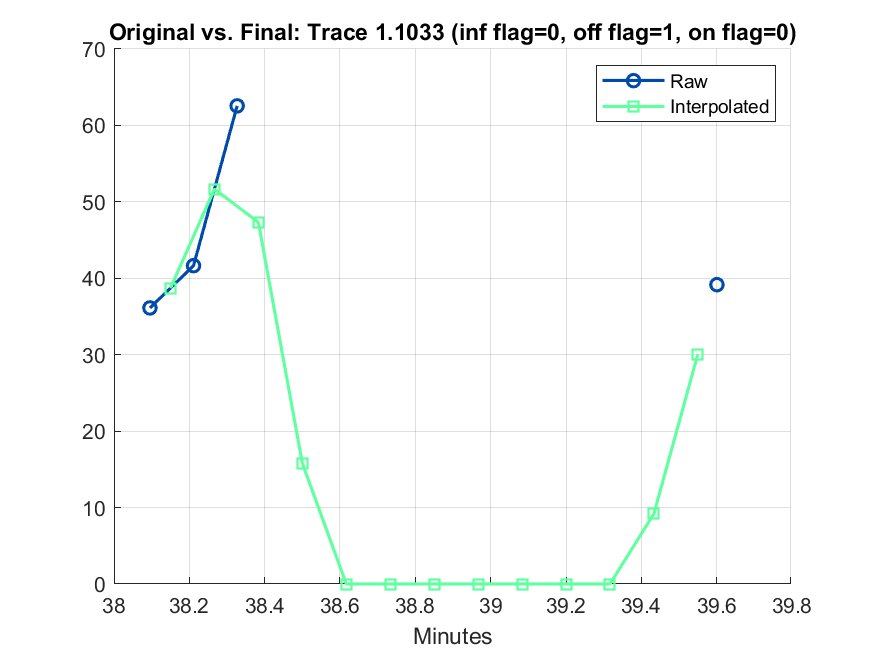 Original vs. Final: Trace 1.1033 (inf flag=0, off flag=1, on flag=0)
70
60
50
40
30
20
10
0
Raw
Interpolated
38 38.2 38.4 38.6 38.8 39 39.2 39.4 39.6 39.8
Minutes